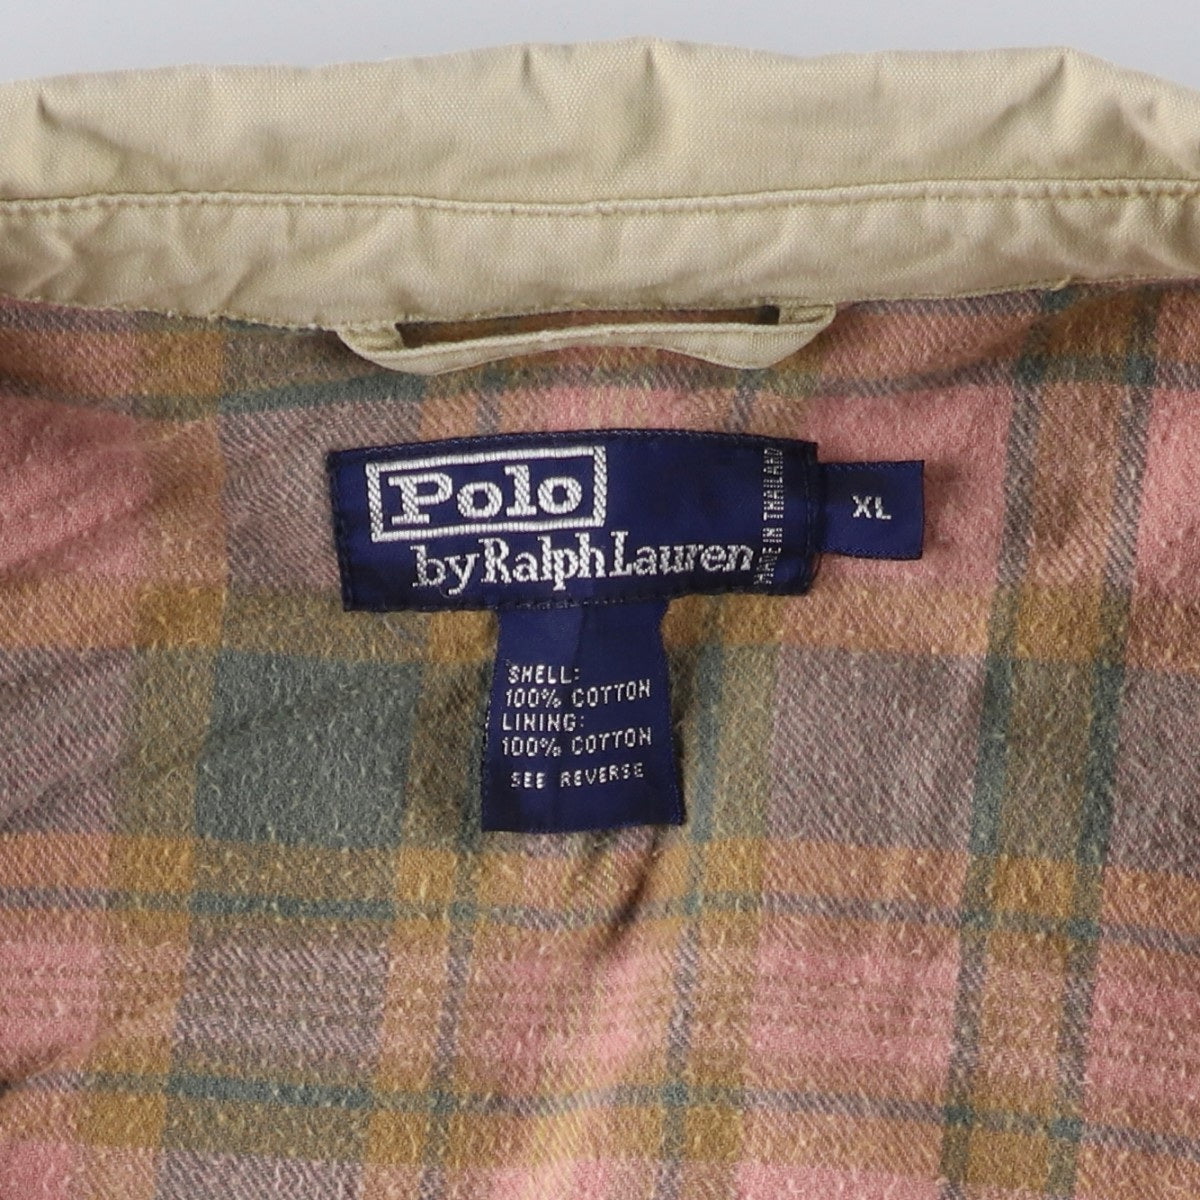 Polo
by Ralph Lauren
MADE IN THAILAND
XL
SHELL:
100% COTTON
LINING:
100% COTTON
SEE REVERSE